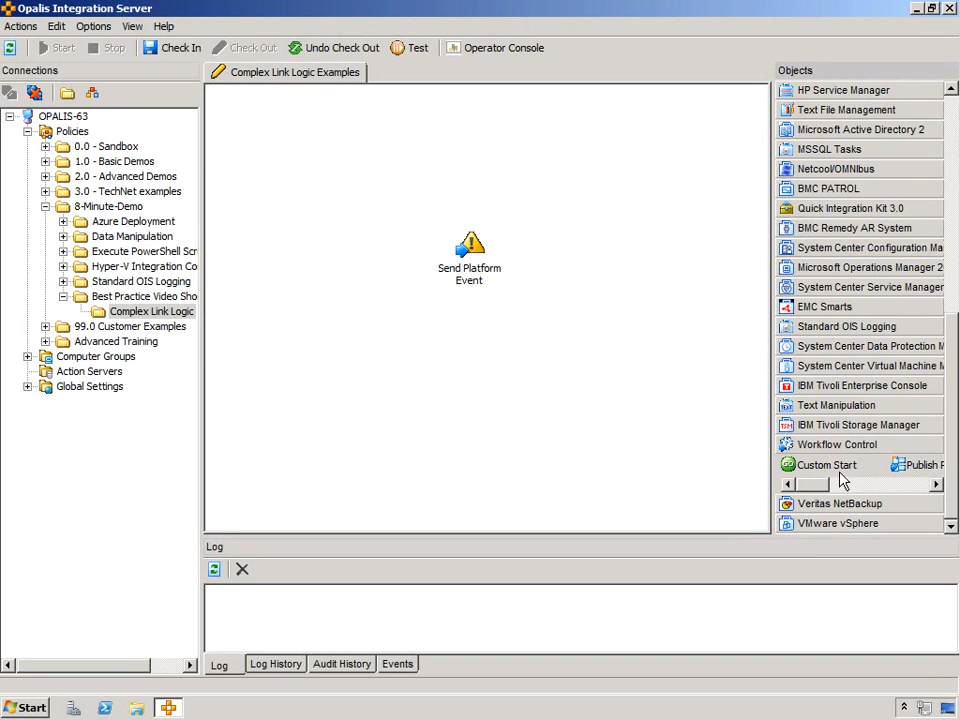 Opalis Integration Server
Actions Edit Options View Help
Start Stop Check In Check Out Undo Check Out Test Operator Console
Connections
OPALIS-63
Policies
0.0 - Sandbox
1.0 - Basic Demos
2.0 - Advanced Demos
3.0 - TechNet examples
8-Minute-Demo
Azure Deployment
Data Manipulation
Execute PowerShell Scr
Hyper-V Integration Co
Standard OIS Logging
Best Practice Video Sho
Complex Link Logic
99.0 Customer Examples
Advanced Training
Computer Groups
Action Servers
Global Settings
Complex Link Logic Examples
Send Platform
Event
Objects
HP Service Manager
Text File Management
Microsoft Active Directory 2
MSSQL Tasks
Netcool/OMNIbus
BMC PATROL
Quick Integration Kit 3.0
BMC Remedy AR System
System Center Configuration Ma
Microsoft Operations Manager 2
System Center Service Manager
EMC Smarts
Standard OIS Logging
System Center Data Protection M
System Center Virtual Machine M
IBM Tivoli Enterprise Console
Text Manipulation
IBM Tivoli Storage Manager
Workflow Control
Custom Start Publish P
Veritas NetBackup
VMware vSphere
Log
Log Log History Audit History Events
Start